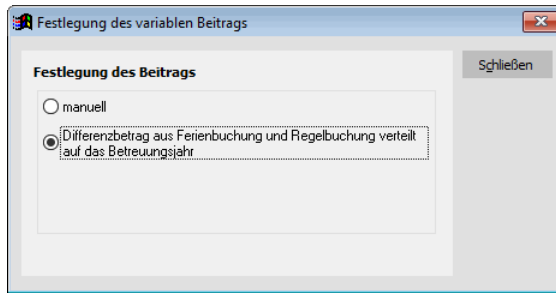 Festlegung des variablen Beitrags
Schließen
Festlegung des Beitrags
manuell
Differenzbetrag aus Ferienbuchung und Regelbuchung verteilt
auf das Betreuungsjahr